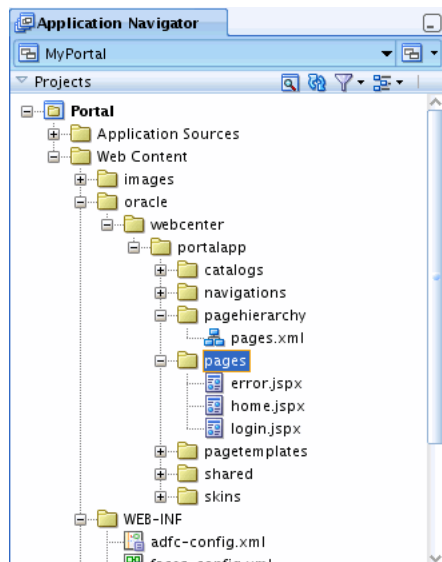 Application Navigator
MyPortal
Projects
Portal
Application Sources
Web Content
images
oracle
webcenter
portalapp
catalogs
navigations
pagehierarchy
pages.xml
pages
error.jspx
home.jspx
login.jspx
pagetemplates
shared
skins
WEB-INF
adfc-config.xml